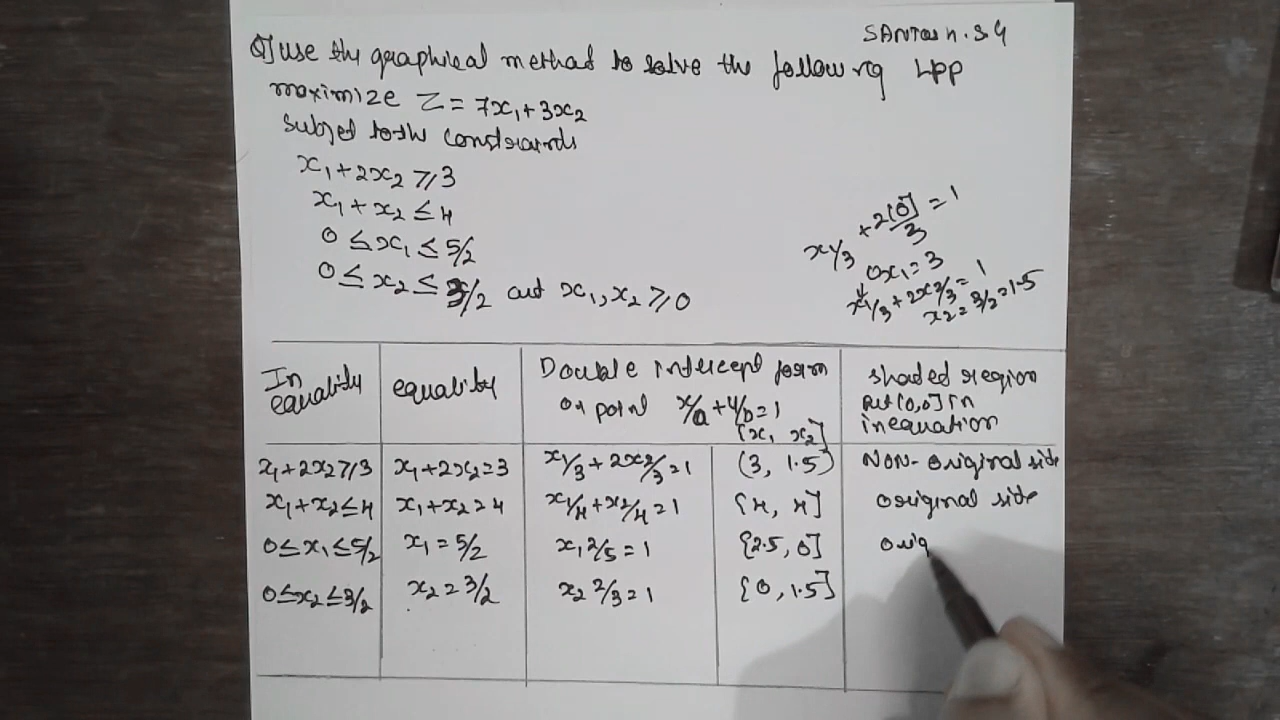 SANTosh. S G
Q] use the graphical method to solve the following LPP
maximize Z = 7x₁ + 3x₂
Subject to the constraints
x₁ + 2x₂ ≥ 3
x₁ + x₂ ≤ 4
0 ≤ x₁ ≤ 5/2
0 ≤ x₂ ≤ 3/2 and x₁, x₂ ≥ 0
x₁/3 + 2[0]/3 = 1
x₁ = 3
x₁/3 + 2x₂/3 = 1
x₂ = 3/2 = 1.5
In equality
equality
Double intercept form
or point x/a + y/b = 1
[x₁, x₂]
shaded region
Put [0,0] in
inequation
x₁ + 2x₂ ≥ 3 x₁ + 2x₂ = 3 x₁/3 + 2x₂/3 = 1 (3, 1.5) NON-original side
x₁ + x₂ ≤ 4 x₁ + x₂ = 4 x₁/4 + x₂/4 = 1 [4, 4] original side
0 ≤ x₁ ≤ 5/2 x₁ = 5/2 x₁ 2/5 = 1 [2.5, 0] orig
0 ≤ x₂ ≤ 3/2 x₂ = 3/2 x₂ 2/3 = 1 [0, 1.5]